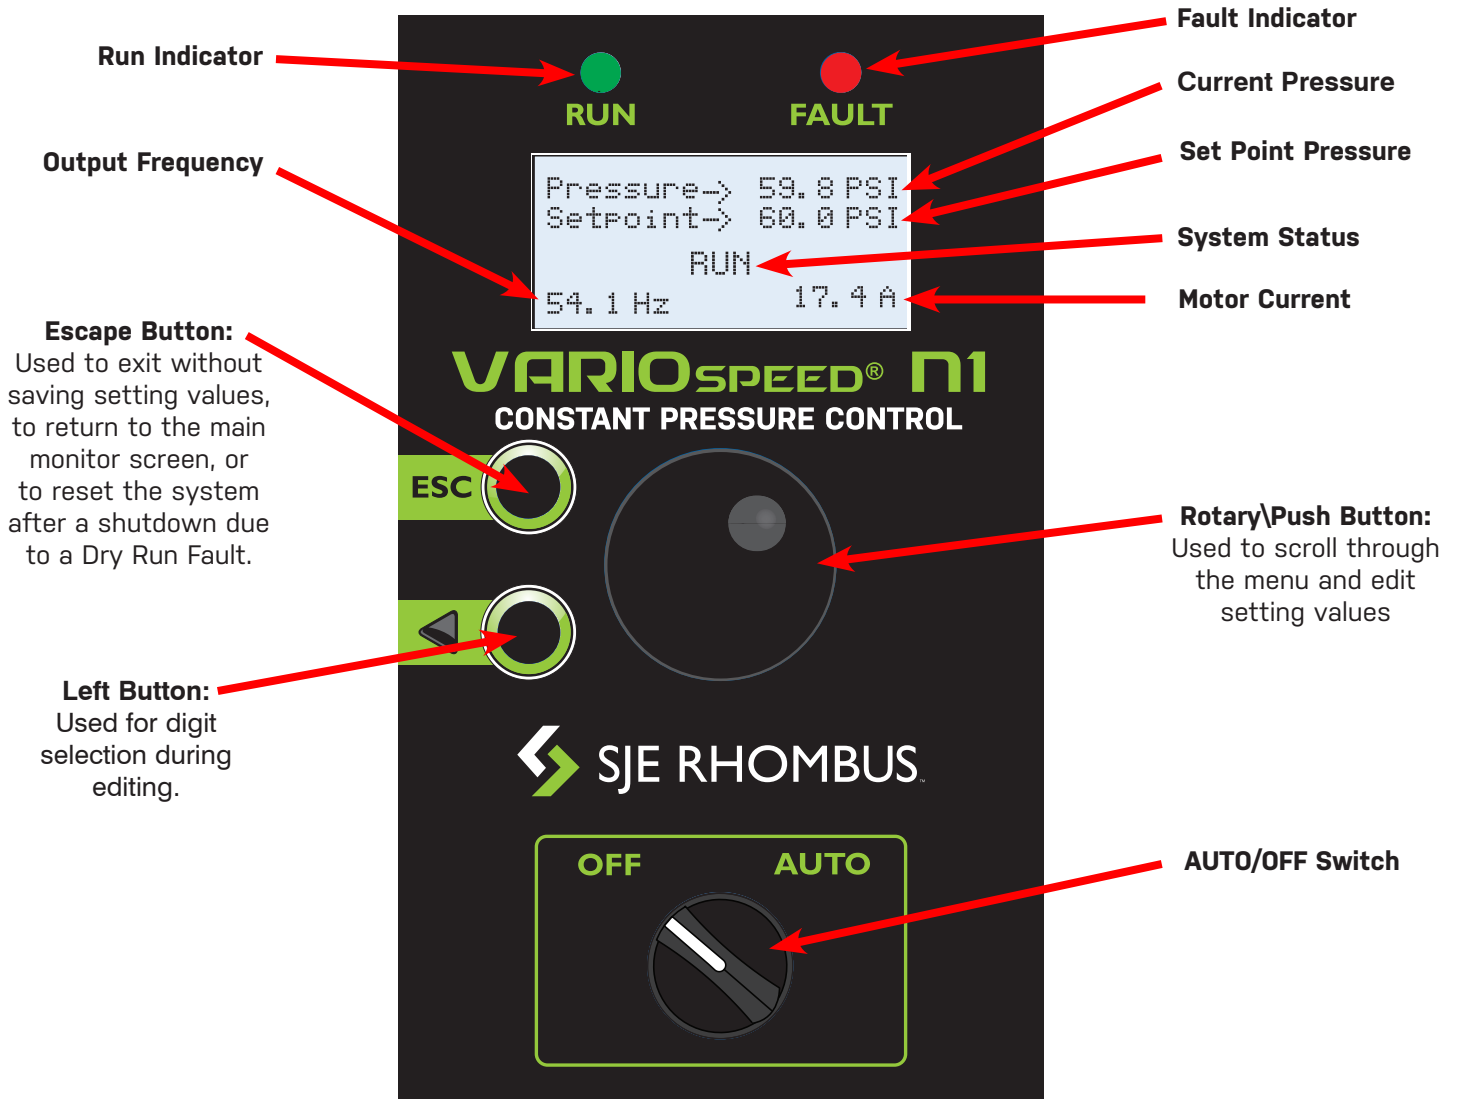 Fault Indicator
Run Indicator
Current Pressure
RUN
FAULT
Output Frequency
Set Point Pressure
Pressure-> 59.8 PSI
Setpoint-> 60.0 PSI
System Status
RUN
54.1 Hz 17.4 A
Motor Current
Escape Button:
Used to exit without
saving setting values,
to return to the main
monitor screen, or
to reset the system
after a shutdown due
to a Dry Run Fault.
VARIOSPEED® N1
CONSTANT PRESSURE CONTROL
ESC
Rotary\Push Button:
Used to scroll through
the menu and edit
setting values
Left Button:
Used for digit
selection during
editing.
SJE RHOMBUS™
OFF AUTO
AUTO/OFF Switch